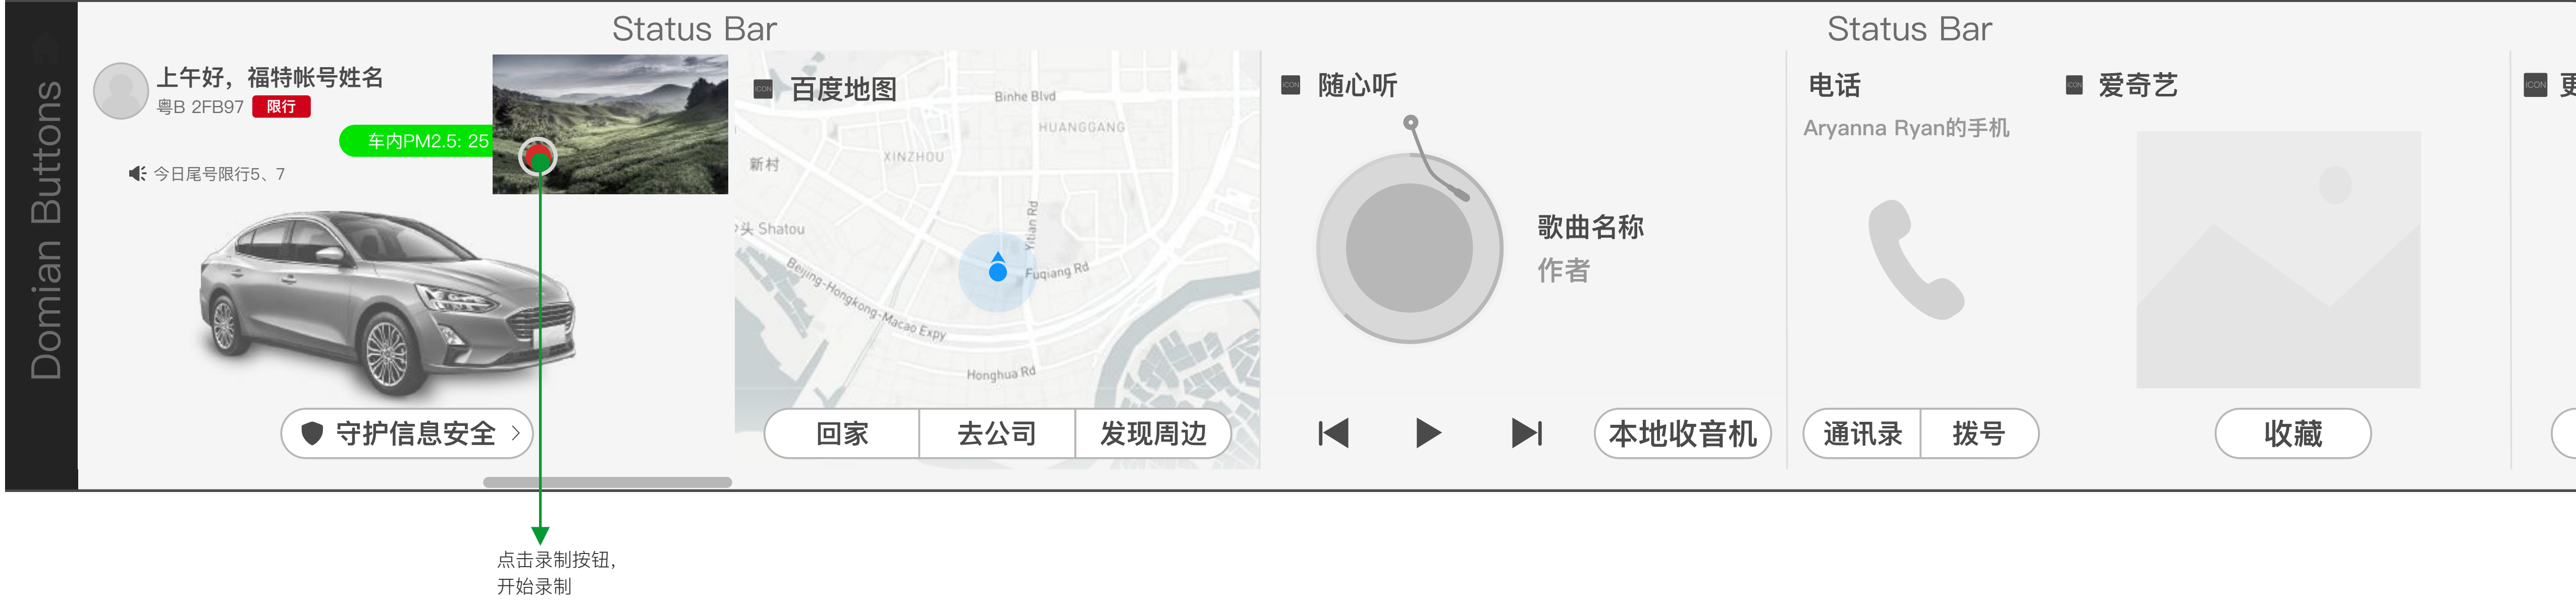 Status Bar
Status Bar
Domian Buttons
上午好，福特帐号姓名
粤B 2FB97
限行
车内PM2.5: 25
今日尾号限行5、7
守护信息安全
ICON
百度地图
Binhe Blvd
HUANGGANG
XINZHOU
新村
头 Shatou
Yitian Rd
Fuqiang Rd
Beijing-Hongkong-Macao Expy
Honghua Rd
回家
去公司
发现周边
ICON
随心听
歌曲名称
作者
本地收音机
电话
Aryanna Ryan的手机
通讯录
拨号
ICON
爱奇艺
收藏
ICON
点击录制按钮，
开始录制